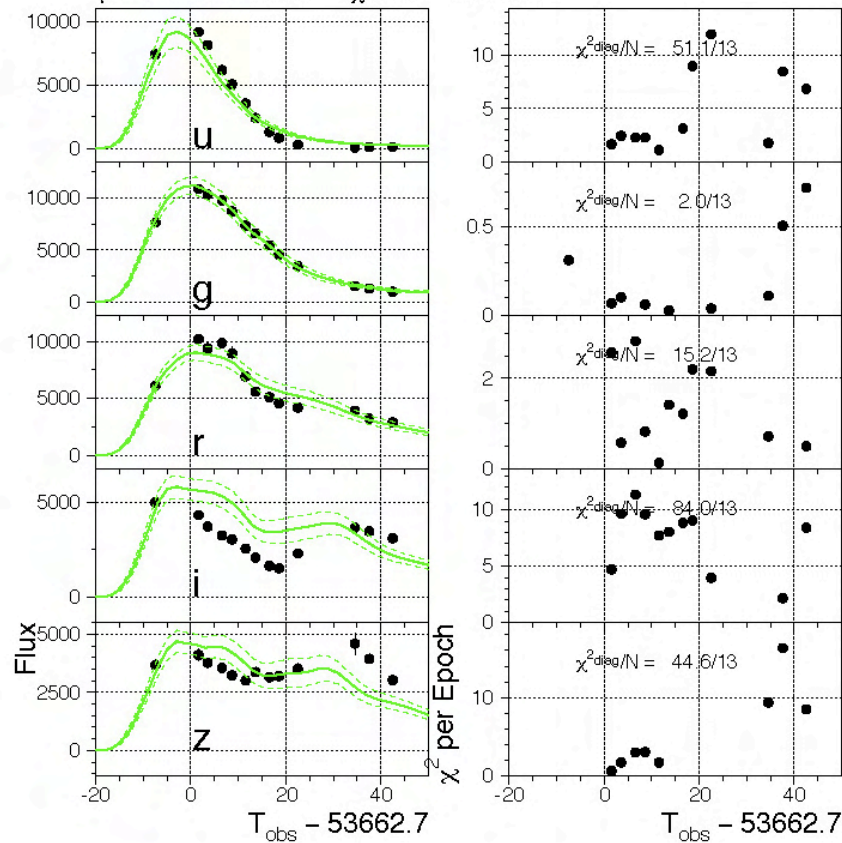 10000
5000
0
u
10000
5000
0
g
10000
5000
0
r
5000
0
i
5000
2500
0
z
Flux
-20 0 20 40
T_obs − 53662.7
χ²diag/N = 51.1/13
10
5
0
χ²diag/N = 2.0/13
0.5
0
χ²diag/N = 15.2/13
2
0
χ²diag/N = 84.0/13
10
5
0
χ²diag/N = 44.6/13
10
0
χ² per Epoch
-20 0 20 40
T_obs − 53662.7